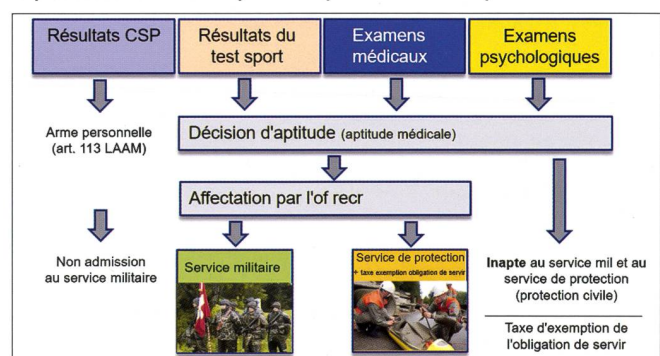 Résultats CSP
Résultats du
test sport
Examens
médicaux
Examens
psychologiques
Arme personnelle
(art. 113 LAAM)
Décision d'aptitude (aptitude médicale)
Affectation par l'of recr
Non admission
au service militaire
Service militaire
Service de protection
+ taxe exemption obligation de servir
Inapte au service mil et au
service de protection
(protection civile)
Taxe d'exemption de
l'obligation de servir